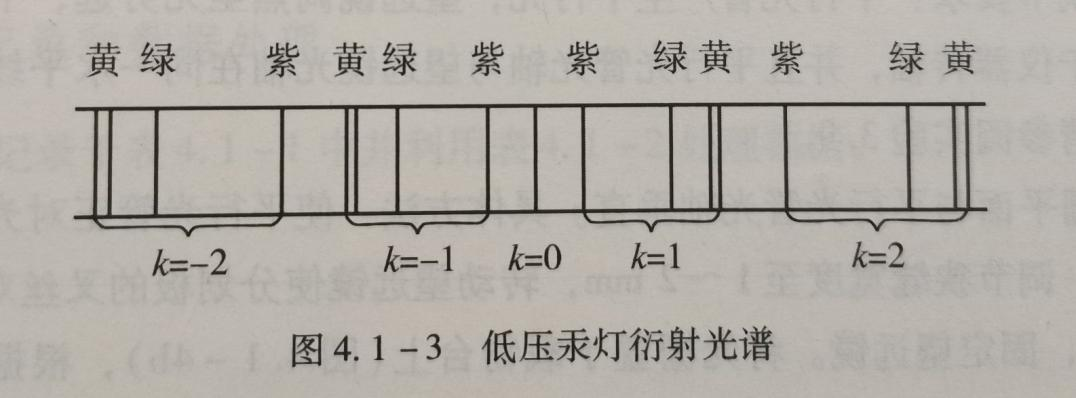 黄 绿 紫 黄 绿 紫 紫 绿 黄 紫 绿 黄
k=-2 k=-1 k=0 k=1 k=2
图 4.1-3 低压汞灯衍射光谱